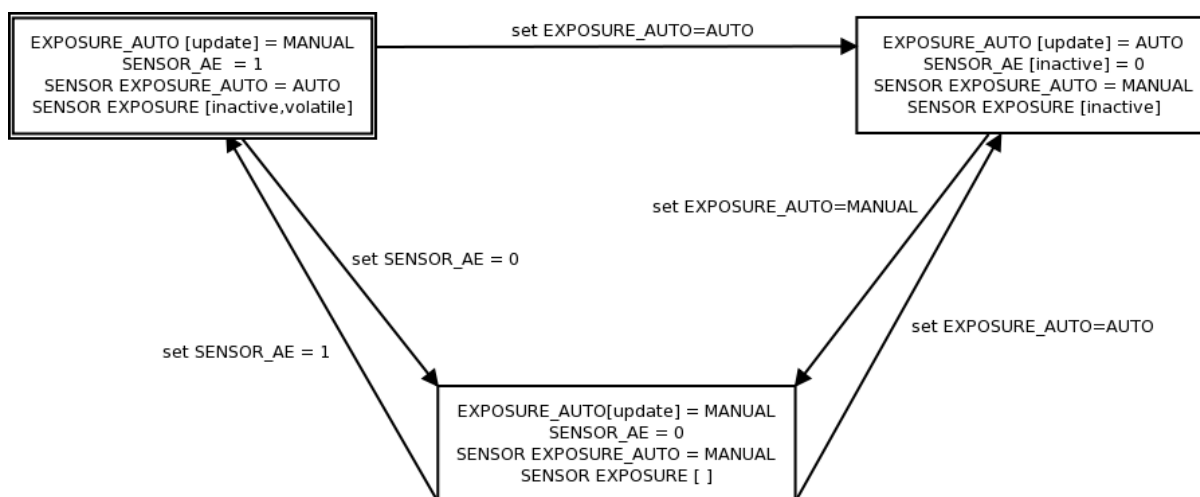 EXPOSURE_AUTO [update] = MANUAL
SENSOR_AE  = 1
SENSOR EXPOSURE_AUTO = AUTO
SENSOR EXPOSURE [inactive,volatile]
set EXPOSURE_AUTO=AUTO
EXPOSURE_AUTO [update] = AUTO
SENSOR_AE [inactive] = 0
SENSOR EXPOSURE_AUTO = MANUAL
SENSOR EXPOSURE [inactive]
set EXPOSURE_AUTO=MANUAL
set SENSOR_AE = 0
set EXPOSURE_AUTO=AUTO
set SENSOR_AE = 1
EXPOSURE_AUTO[update] = MANUAL
SENSOR_AE = 0
SENSOR EXPOSURE_AUTO = MANUAL
SENSOR EXPOSURE [ ]